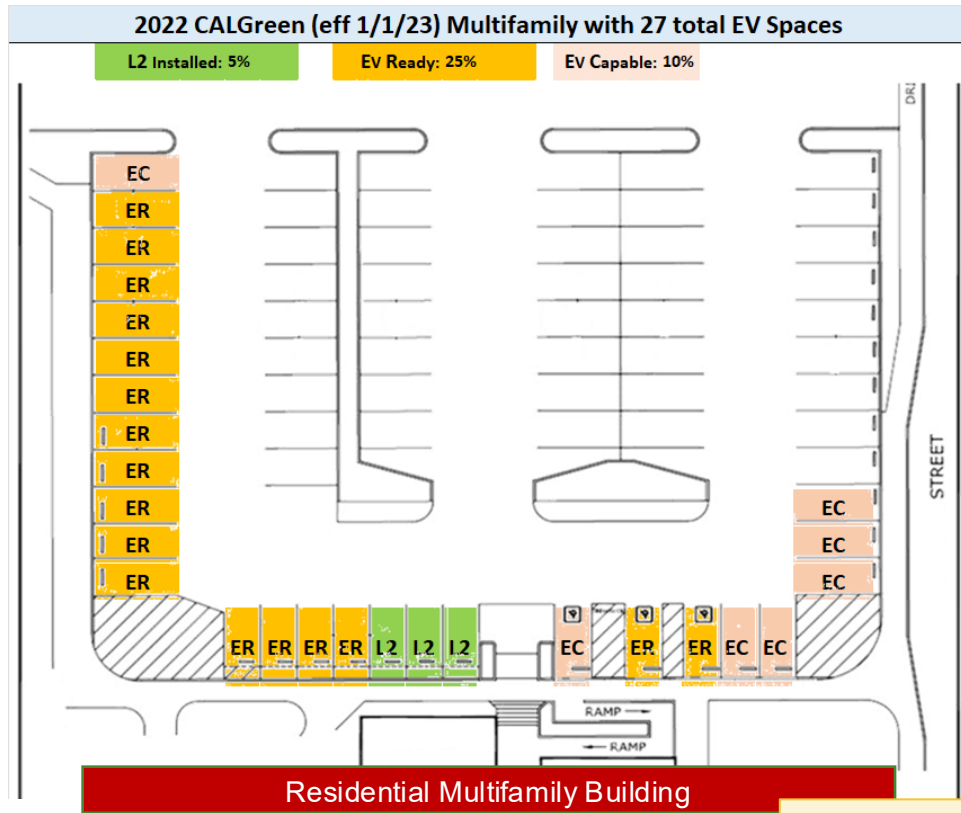 2022 CALGreen (eff 1/1/23) Multifamily with 27 total EV Spaces
L2 Installed: 5%
EV Ready: 25%
EV Capable: 10%
DRI
EC
ER
ER
ER
ER
ER
ER
ER
ER
ER
ER
ER
STREET
EC
EC
EC
ER ER ER ER L2 L2 L2 EC ER ER EC EC
RAMP
RAMP
Residential Multifamily Building